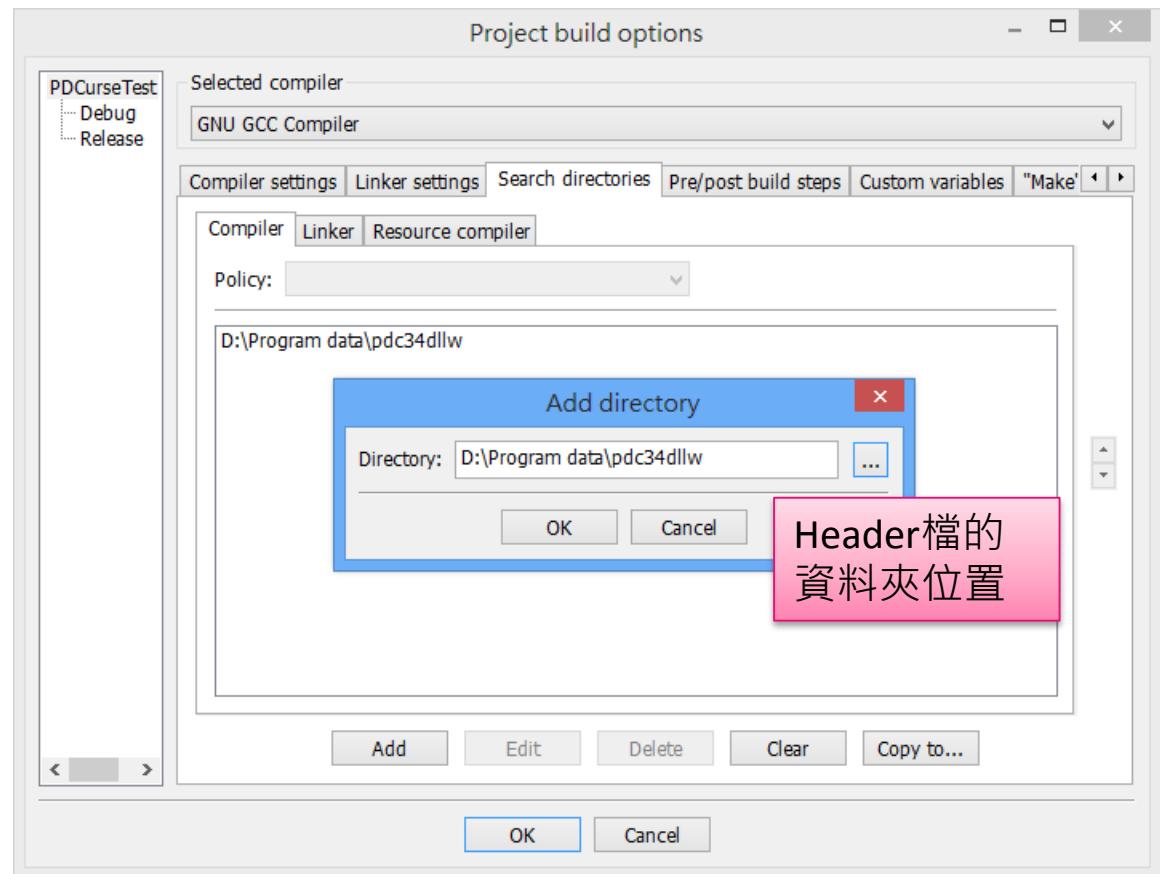 Project build options
PDCurseTest
Debug
Release
Selected compiler
GNU GCC Compiler
Compiler settings Linker settings Search directories Pre/post build steps Custom variables "Make'
Compiler Linker Resource compiler
Policy:
D:\Program data\pdc34dllw
Add directory
Directory: D:\Program data\pdc34dllw ...
OK Cancel
Header檔的
資料夾位置
Add Edit Delete Clear Copy to...
OK Cancel